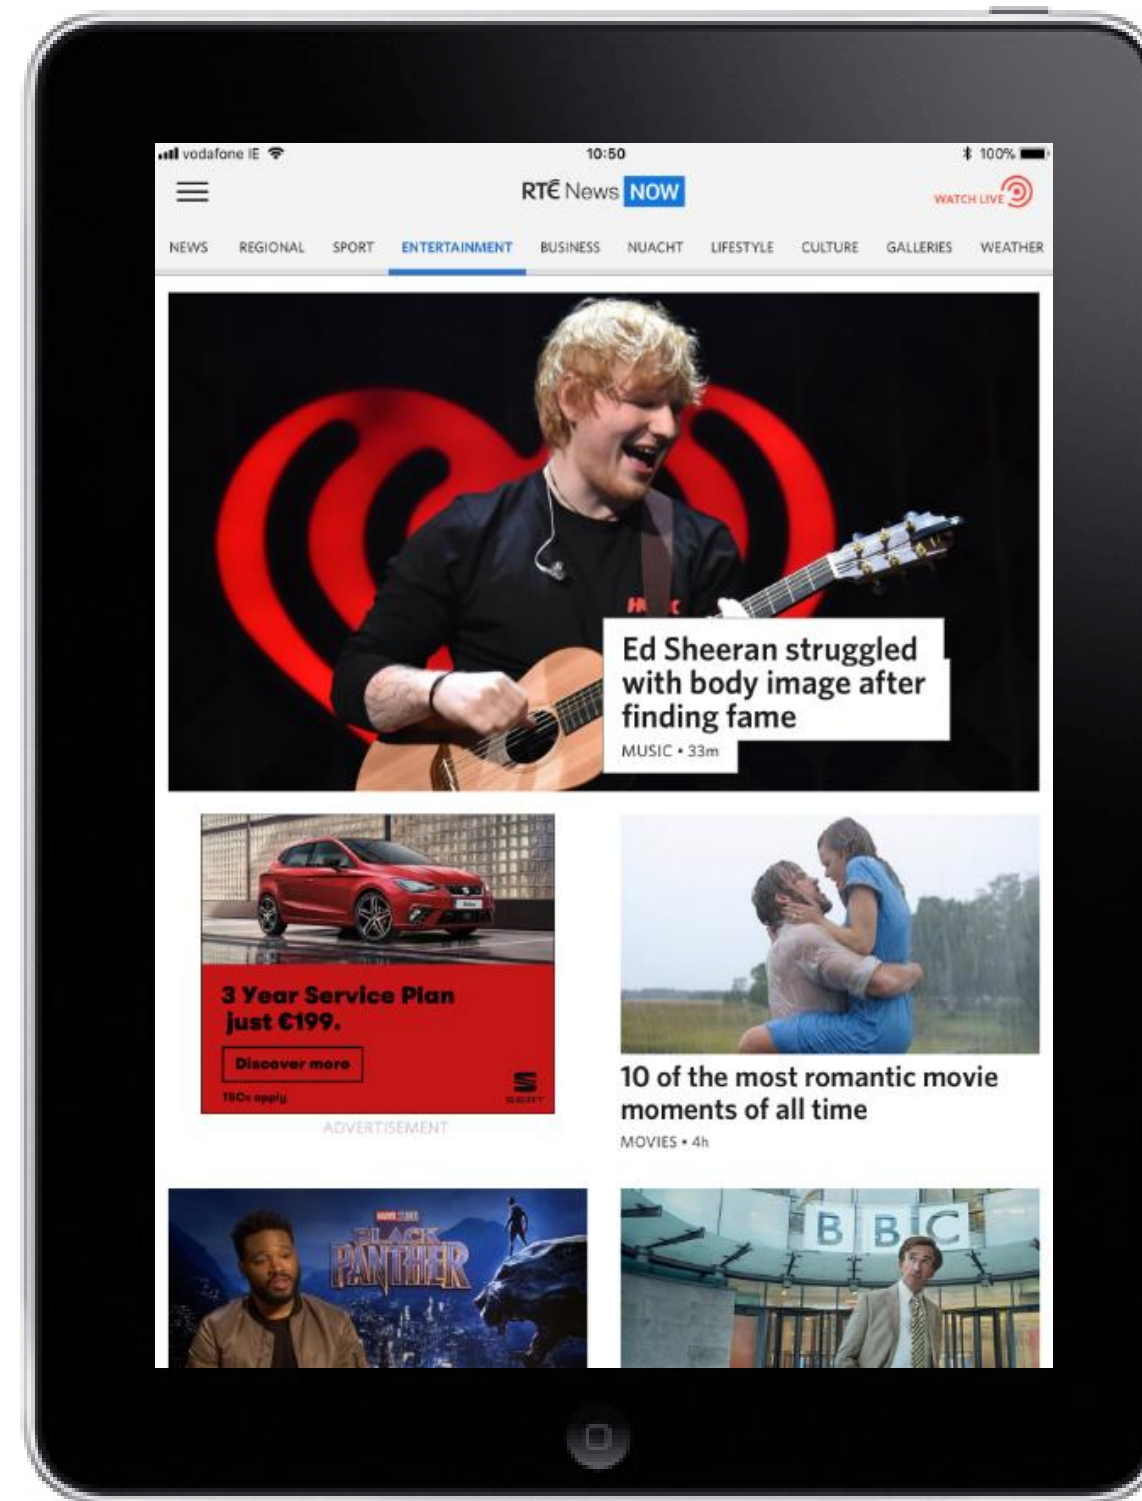 vodafone IE
10:50
100%
RTÉ News NOW
WATCH LIVE
NEWS REGIONAL SPORT ENTERTAINMENT BUSINESS NUACHT LIFESTYLE CULTURE GALLERIES WEATHER
Ed Sheeran struggled
with body image after
finding fame
MUSIC • 33m
3 Year Service Plan
just €199.
Discover more
T&Cs apply
SEAT
ADVERTISEMENT
10 of the most romantic movie
moments of all time
MOVIES • 4h
MARVEL STUDIOS
BLACK
PANTHER
BBC